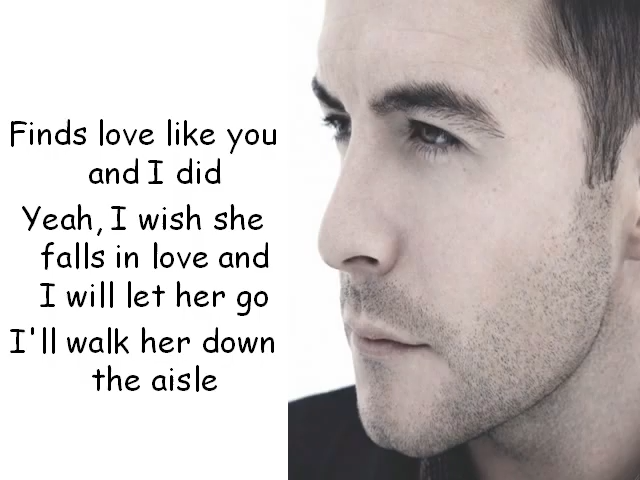 Finds love like you
and I did
Yeah, I wish she
falls in love and
I will let her go
I'll walk her down
the aisle